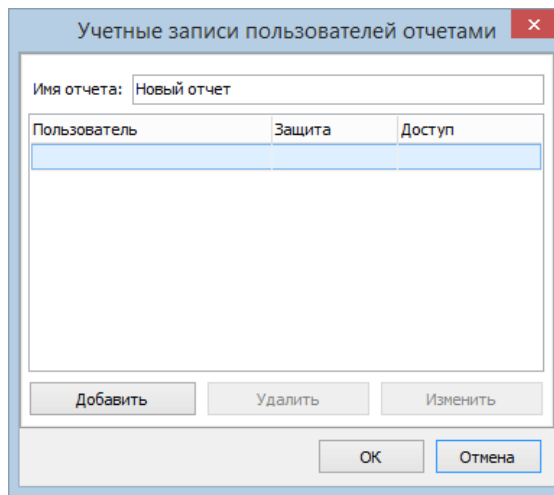 Учетные записи пользователей отчетами
Имя отчета: Новый отчет
Пользователь Защита Доступ
Добавить Удалить Изменить
OK Отмена